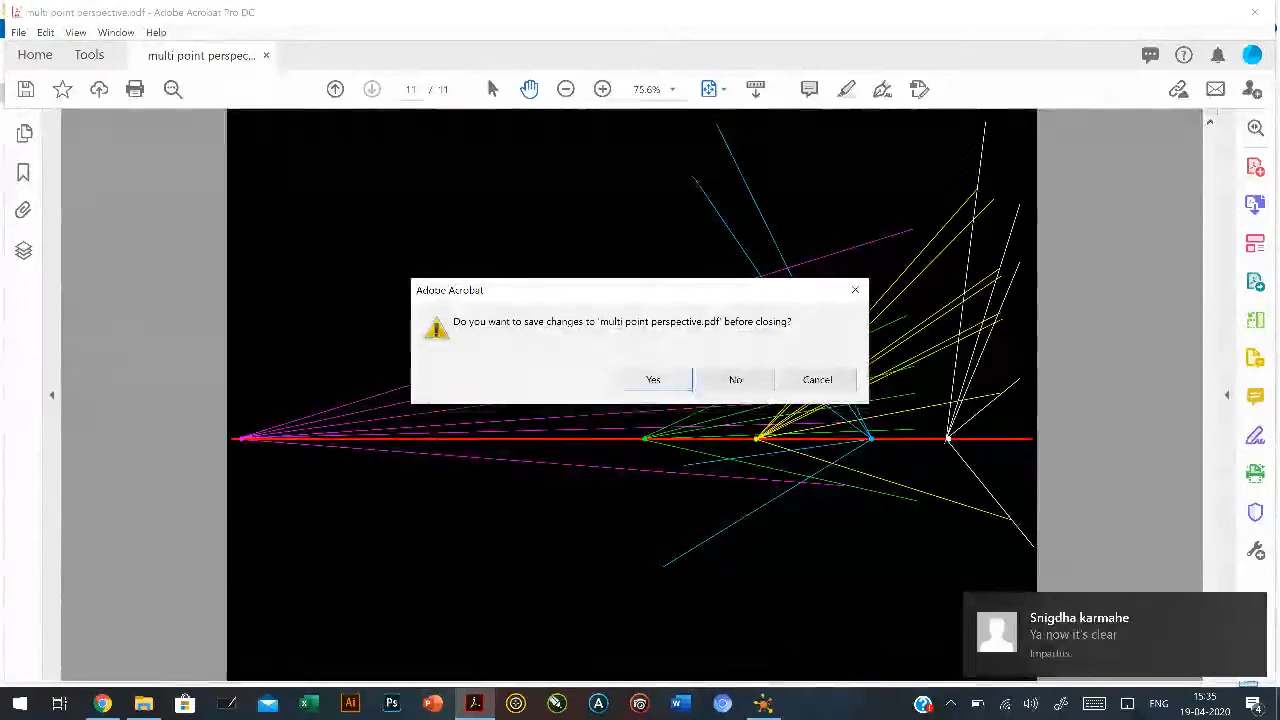 multi point perspective.pdf - Adobe Acrobat Pro DC
File Edit View Window Help
Home Tools multi point perspec... ×
11 / 11 75.6%
Adobe Acrobat
Do you want to save changes to 'multi point perspective.pdf' before closing?
Yes No Cancel
Snigdha karmahe
Ya now it's clear
Impartus.
ENG
15:35
19-04-2020